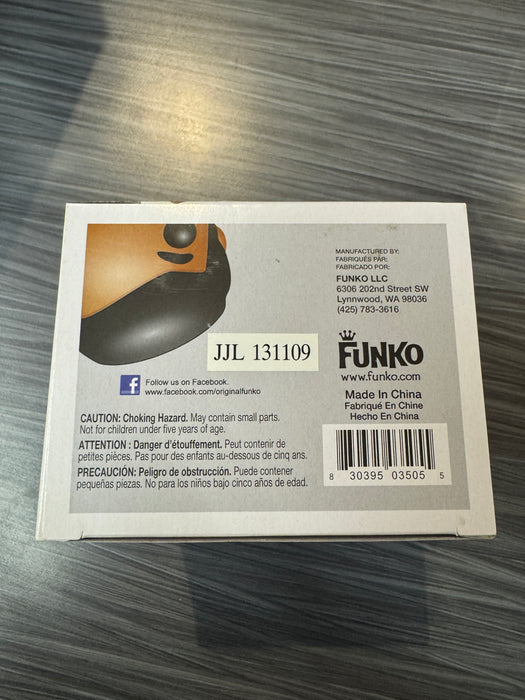 MANUFACTURED BY:
FABRIQUÉS PAR:
FABRICADO POR:
FUNKO LLC
6306 202nd Street SW
Lynnwood, WA 98036
(425) 783-3616
JJL 131109
FUNKO
www.funko.com
f
Follow us on Facebook.
www.facebook.com/originalfunko
Made In China
Fabriqué En Chine
Hecho En China
CAUTION: Choking Hazard. May contain small parts.
Not for children under five years of age.
ATTENTION : Danger d'étouffement. Peut contenir de
petites pièces. Pas pour des enfants au-dessous de cinq ans.
PRECAUCIÓN: Peligro de obstrucción. Puede contener
pequeñas piezas. No para los niños bajo cinco años de edad.
8 30395 03505 5